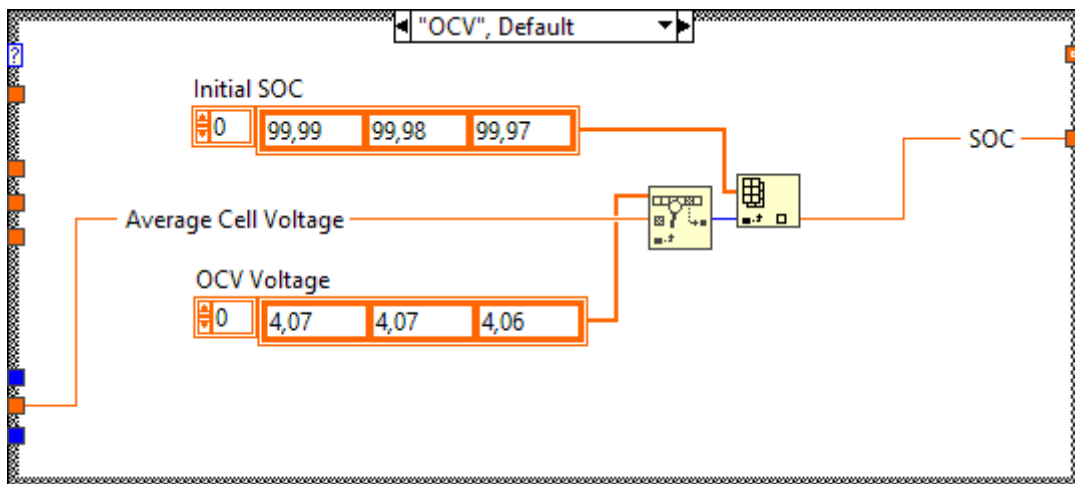 "OCV", Default
?
Initial SOC
0 99,99 99,98 99,97
SOC
Average Cell Voltage
OCV Voltage
0 4,07 4,07 4,06